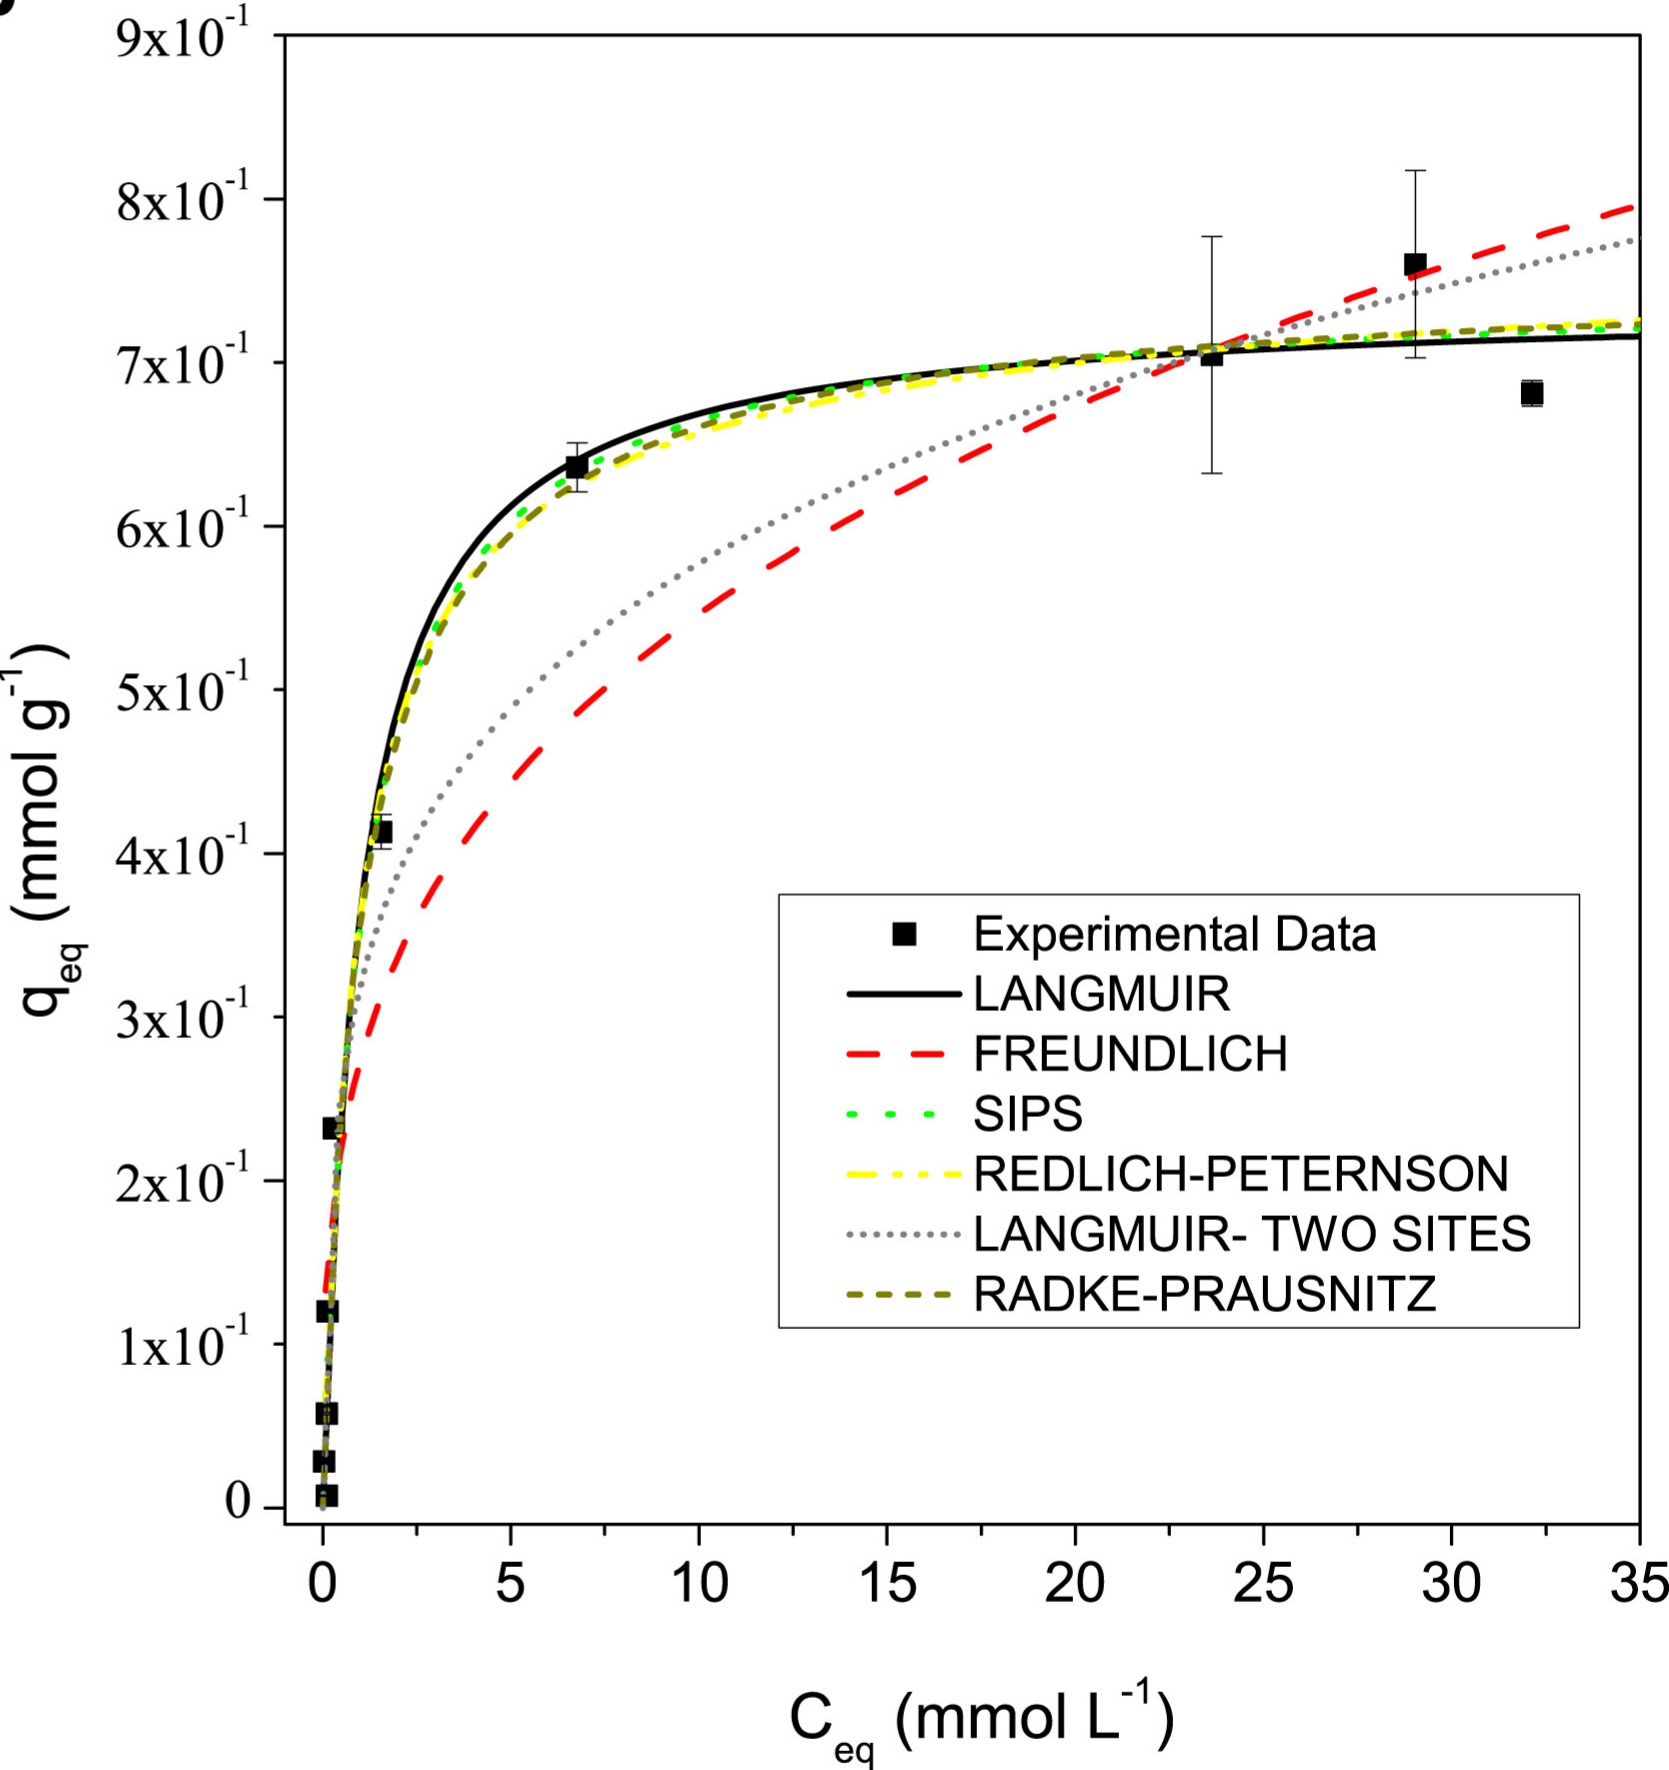 9x10⁻¹
8x10⁻¹
7x10⁻¹
6x10⁻¹
5x10⁻¹
4x10⁻¹
3x10⁻¹
2x10⁻¹
1x10⁻¹
0
q_eq (mmol g⁻¹)
Experimental Data
LANGMUIR
FREUNDLICH
SIPS
REDLICH-PETERNSON
LANGMUIR- TWO SITES
RADKE-PRAUSNITZ
0 5 10 15 20 25 30 35
C_eq (mmol L⁻¹)